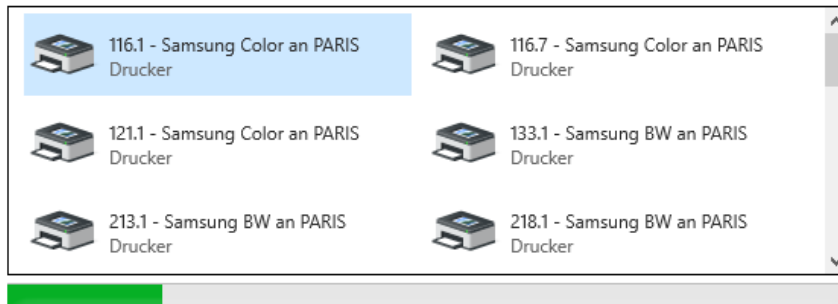 116.1 - Samsung Color an PARIS
Drucker
116.7 - Samsung Color an PARIS
Drucker
121.1 - Samsung Color an PARIS
Drucker
133.1 - Samsung BW an PARIS
Drucker
213.1 - Samsung BW an PARIS
Drucker
218.1 - Samsung BW an PARIS
Drucker